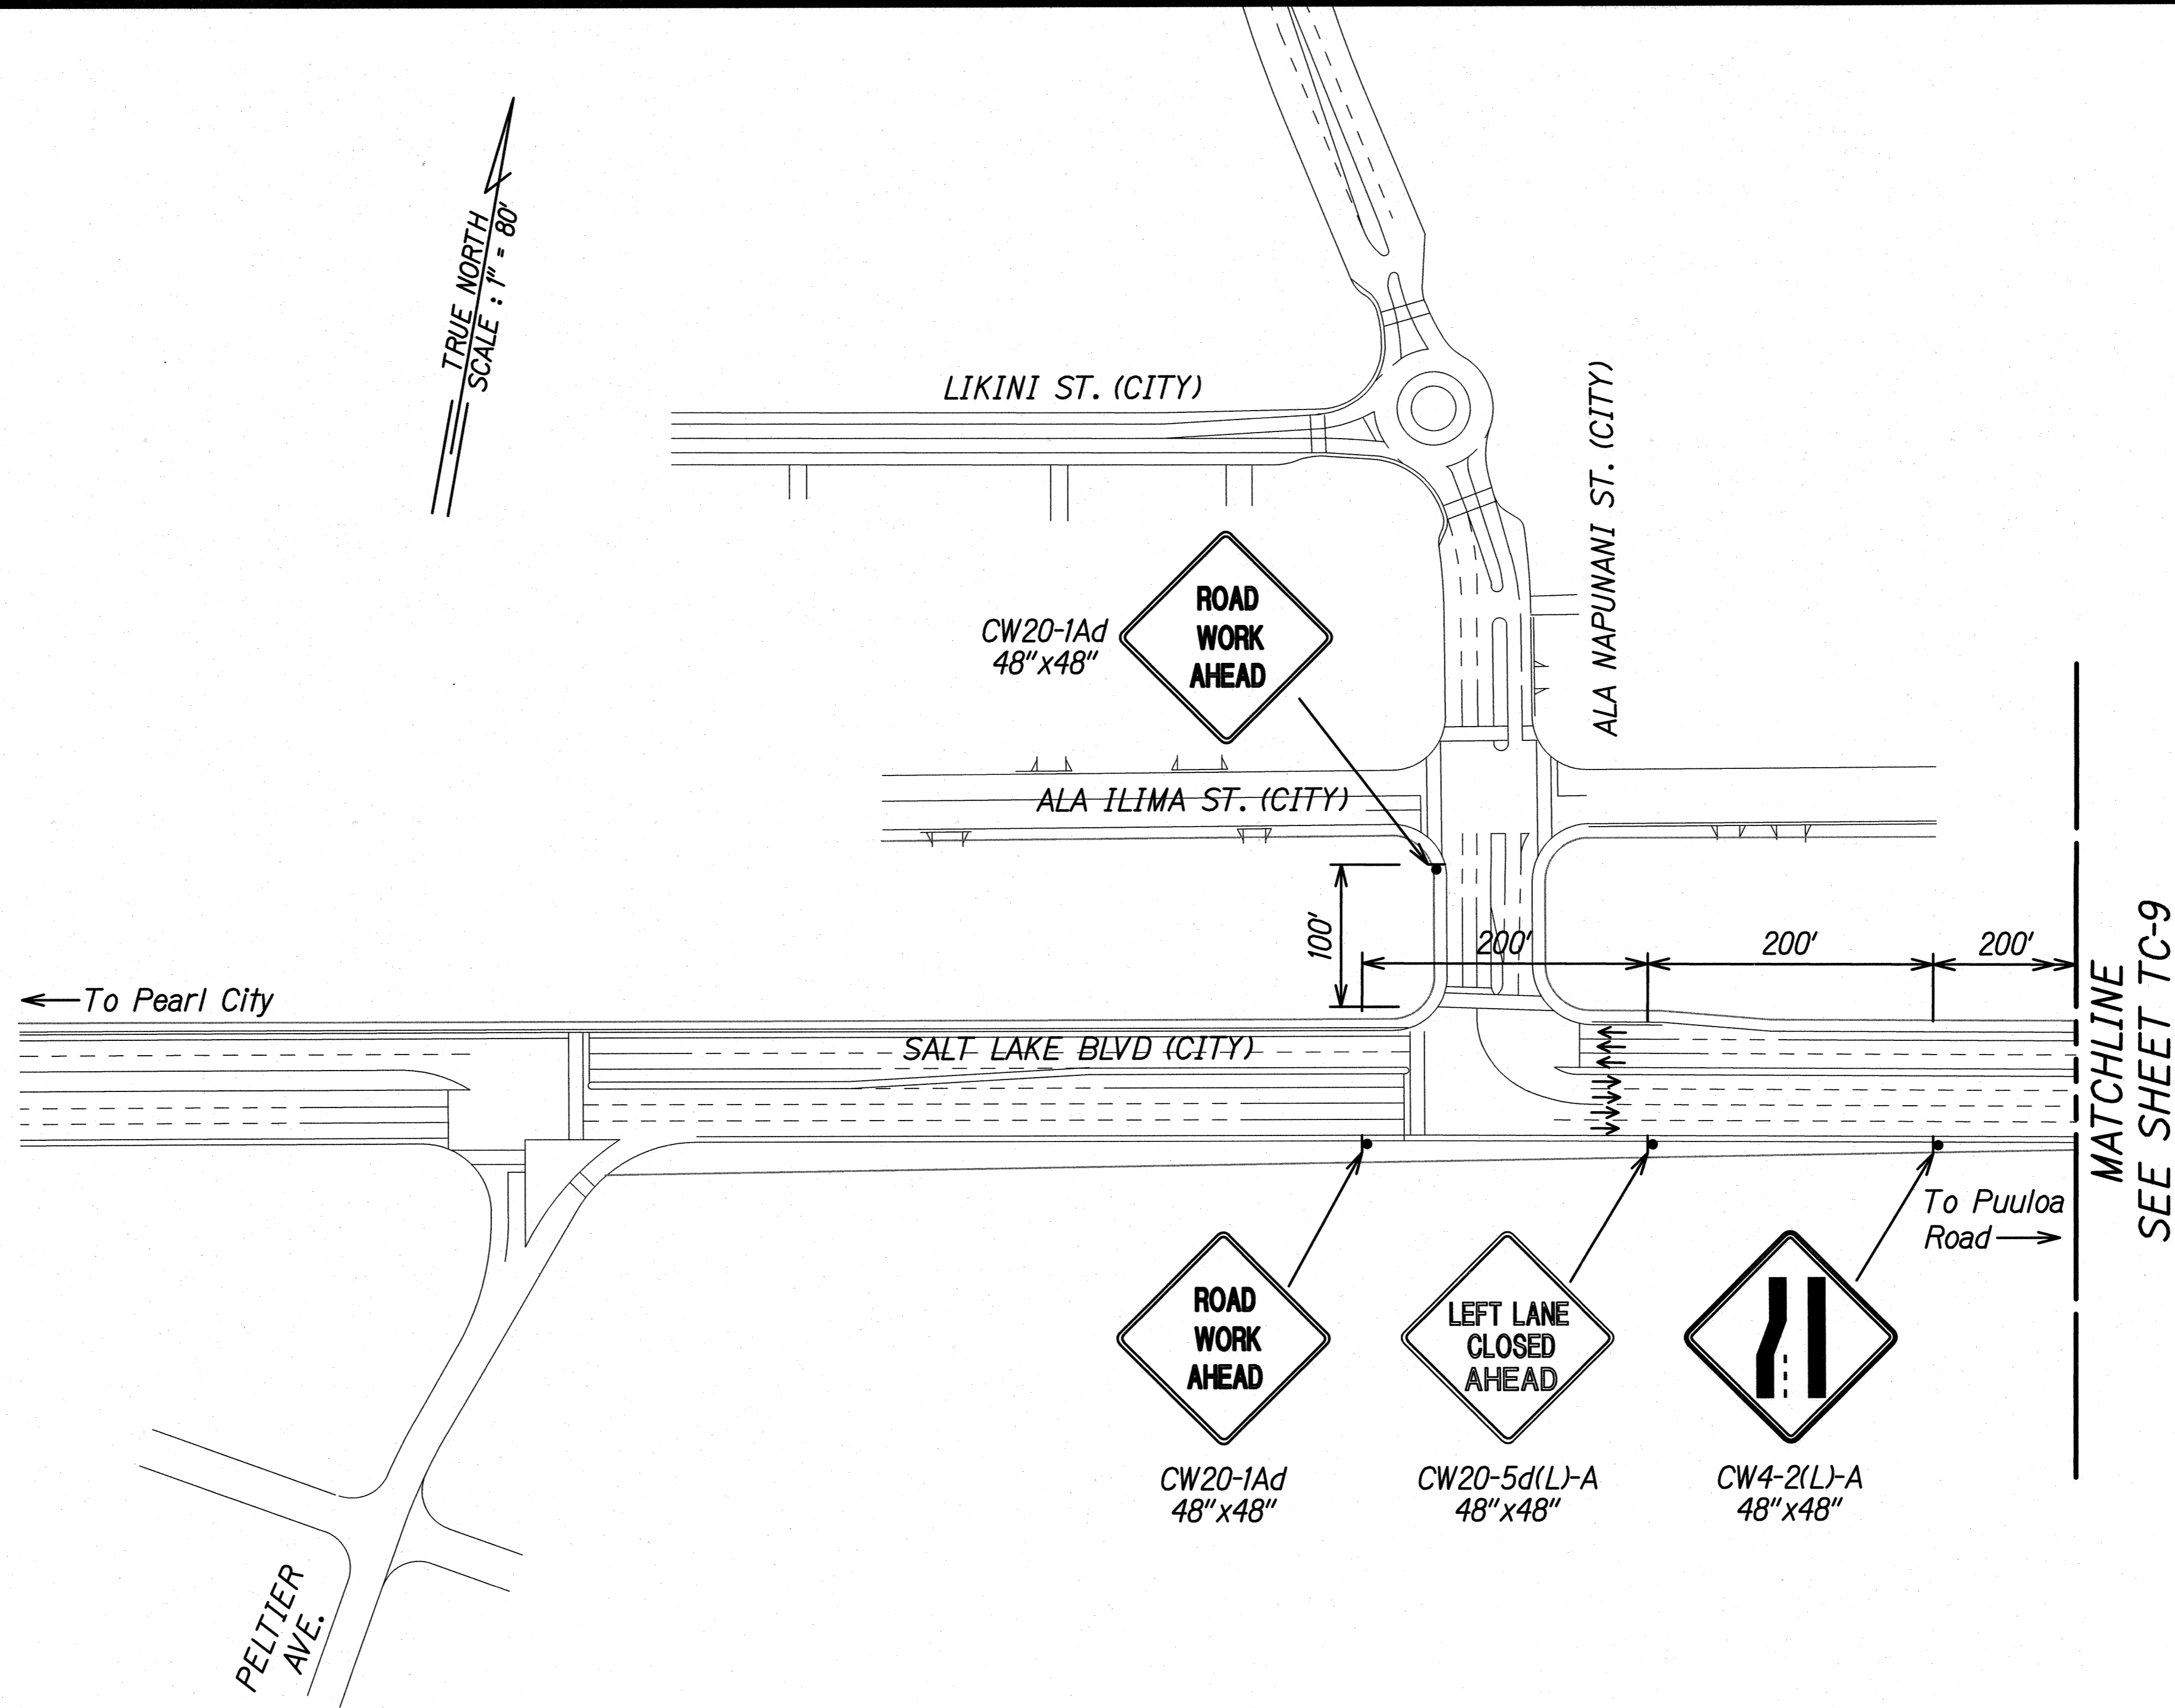 TRUE NORTH
SCALE : 1" = 80'
LIKINI ST. (CITY)
ALA NAPUNANI ST. (CITY)
ROAD
WORK
AHEAD
CW20-1Ad
48"x48"
ALA ILIMA ST. (CITY)
100'
200'
200'
200'
To Pearl City
SALT LAKE BLVD (CITY)
MATCHLINE
SEE SHEET TC-9
To Puuloa
Road
ROAD
WORK
AHEAD
CW20-1Ad
48"x48"
LEFT LANE
CLOSED
AHEAD
CW20-5d(L)-A
48"x48"
CW4-2(L)-A
48"x48"
PELTIER
AVE.